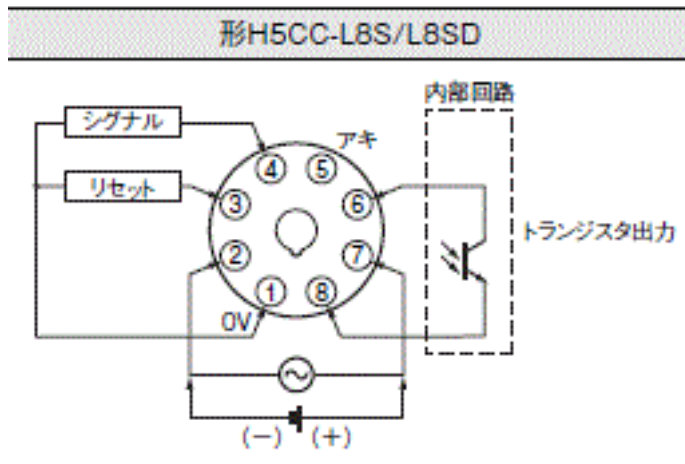 形H5CC-L8S/L8SD
内部回路
シグナル
アキ
④ ⑤
リセット
③ ⑥
トランジスタ出力
② ⑦
① ⑧
0V
(－) (＋)